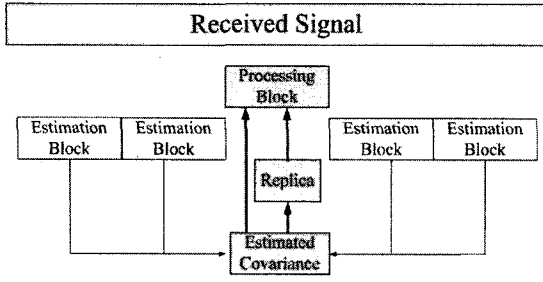 Received Signal
Processing
Block
Estimation Estimation
Block Block
Estimation Estimation
Block Block
Replica
Estimated
Covariance